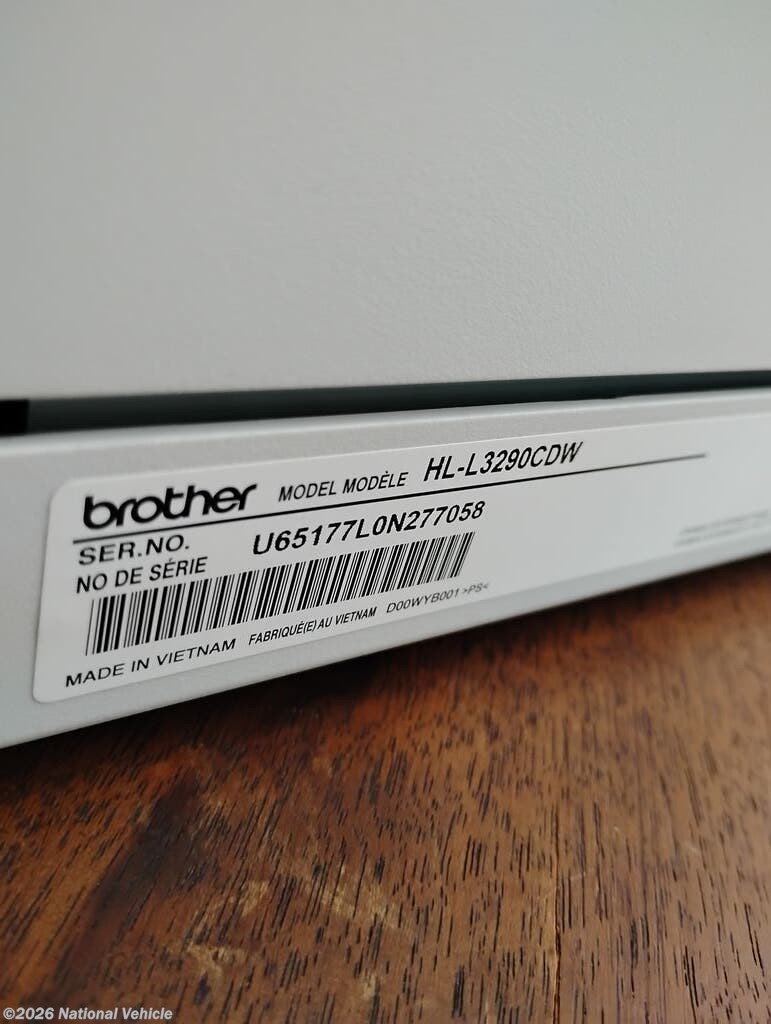 brother MODEL MODÈLE HL-L3290CDW
SER.NO. U65177L0N277058
NO DE SÉRIE
MADE IN VIETNAM FABRIQUÉ(E) AU VIETNAM D00WYB001 >PS<
©2026 National Vehicle